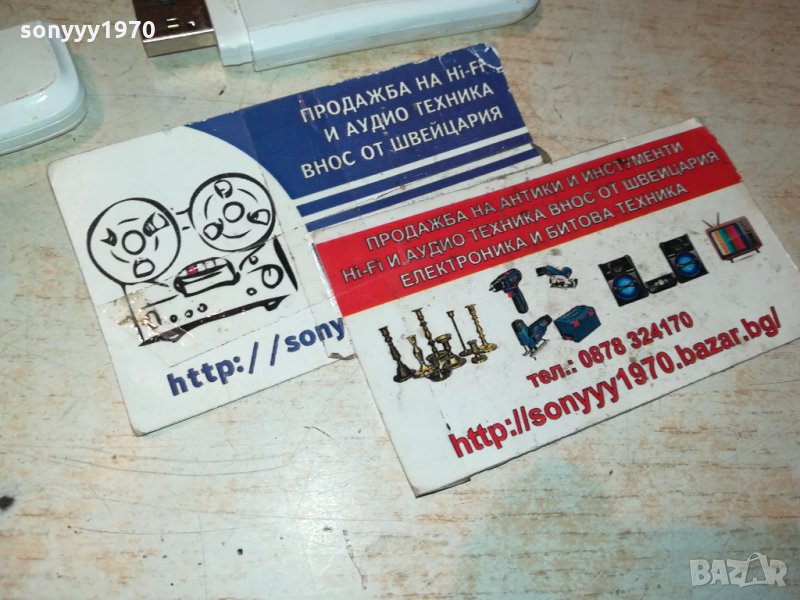 sonyyy1970
ПРОДАЖБА НА Hi-Fi
И АУДИО ТЕХНИКА
ВНОС ОТ ШВЕЙЦАРИЯ
http://sony
ПРОДАЖБА НА АНТИКИ И ИНСТУМЕНТИ
Hi-Fi И АУДИО ТЕХНИКА ВНОС ОТ ШВЕЙЦАРИЯ
ЕЛЕКТРОНИКА И БИТОВА ТЕХНИКА
тел.: 0878 324170
http://sonyyy1970.bazar.bg/
BAZAR